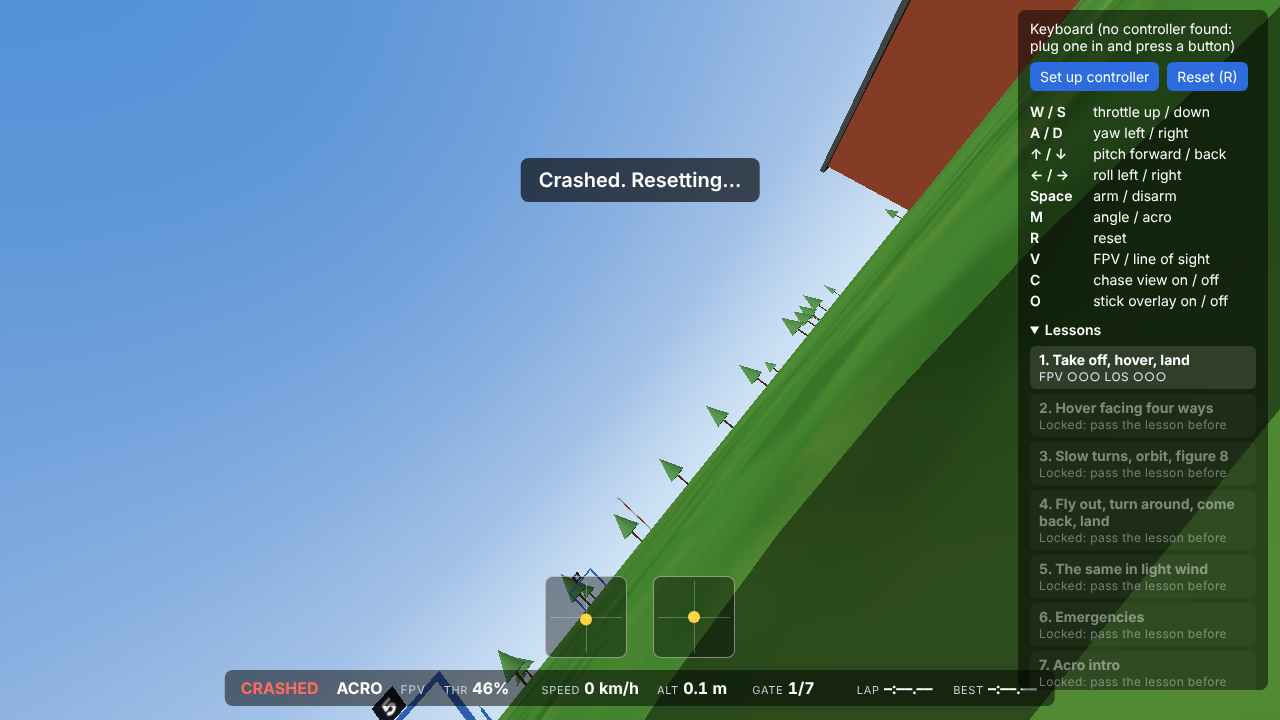 Keyboard (no controller found:
plug one in and press a button)
Set up controller
Reset (R)
W / S throttle up / down
A / D yaw left / right
↑ / ↓ pitch forward / back
← / → roll left / right
Space arm / disarm
M angle / acro
R reset
V FPV / line of sight
C chase view on / off
O stick overlay on / off
▼ Lessons
1. Take off, hover, land
FPV ○○○ LOS ○○○
2. Hover facing four ways
Locked: pass the lesson before
3. Slow turns, orbit, figure 8
Locked: pass the lesson before
4. Fly out, turn around, come
back, land
Locked: pass the lesson before
5. The same in light wind
Locked: pass the lesson before
6. Emergencies
Locked: pass the lesson before
7. Acro intro
Locked: pass the lesson before
Crashed. Resetting...
5
CRASHED ACRO FPV THR 46% SPEED 0 km/h ALT 0.1 m GATE 1/7 LAP –:––.–– BEST –:––.––